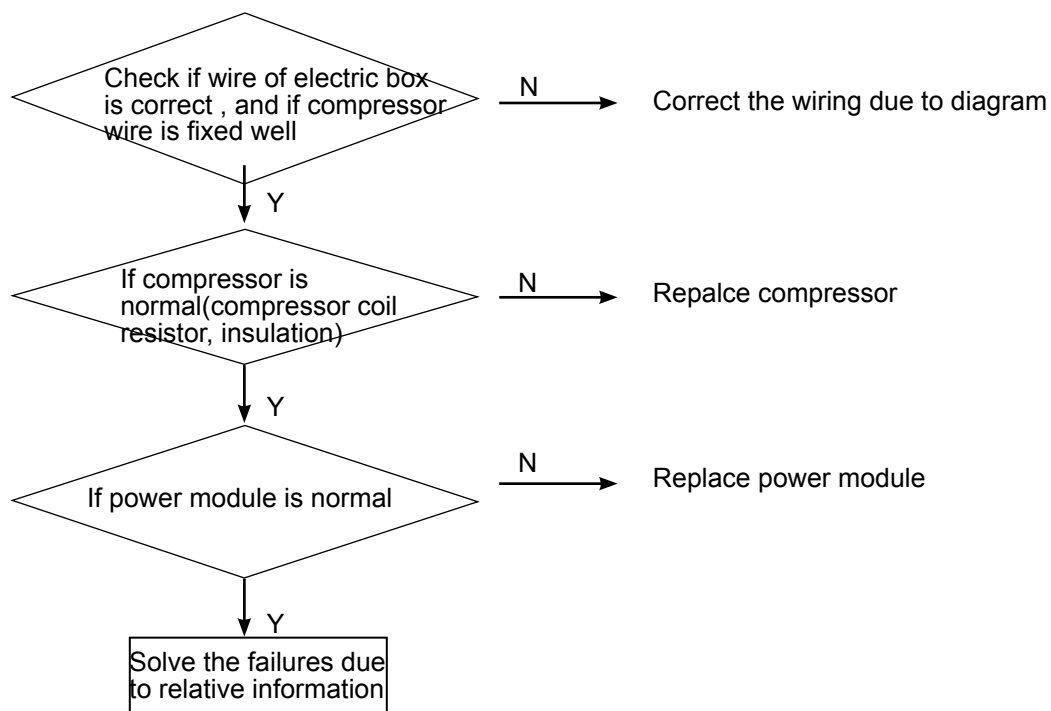 Check if wire of electric box
is correct , and if compressor
wire is fixed well
N
Correct the wiring due to diagram
Y
If compressor is
normal(compressor coil
resistor, insulation)
N
Repalce compressor
Y
If power module is normal
N
Replace power module
Y
Solve the failures due
to relative information